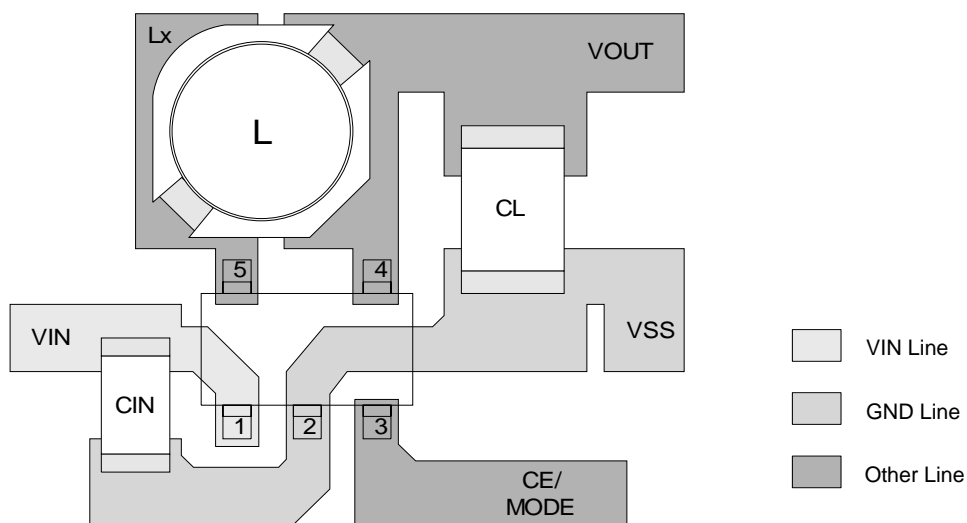 Lx
VOUT
L
CL
5
4
VIN
VSS
VIN Line
CIN
1
2
3
GND Line
CE/
MODE
Other Line